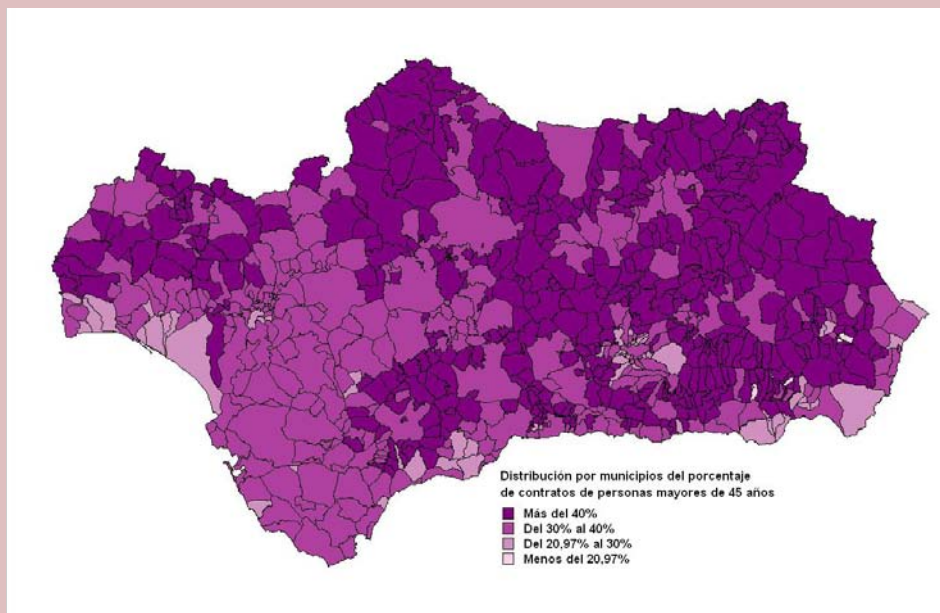 Distribución por municipios del porcentaje
de contratos de personas mayores de 45 años
Más del 40%
Del 30% al 40%
Del 20,97% al 30%
Menos del 20,97%